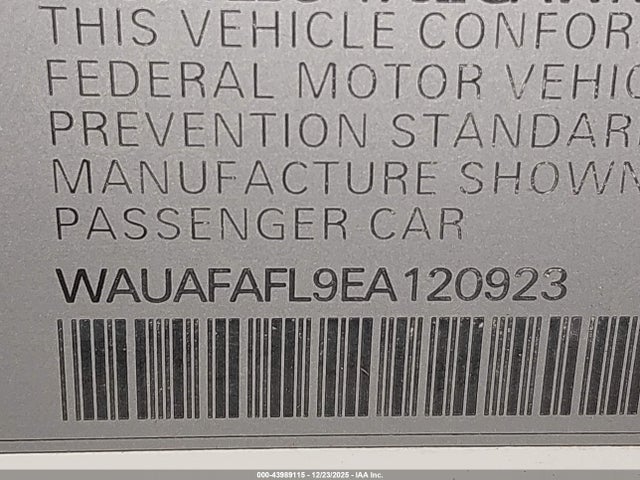 THIS VEHICLE CONFOR
FEDERAL MOTOR VEHIC
PREVENTION STANDAR
MANUFACTURE SHOWN
PASSENGER CAR
WAUAFAFL9EA120923
000-43989115 - 12/23/2025 - IAA Inc.